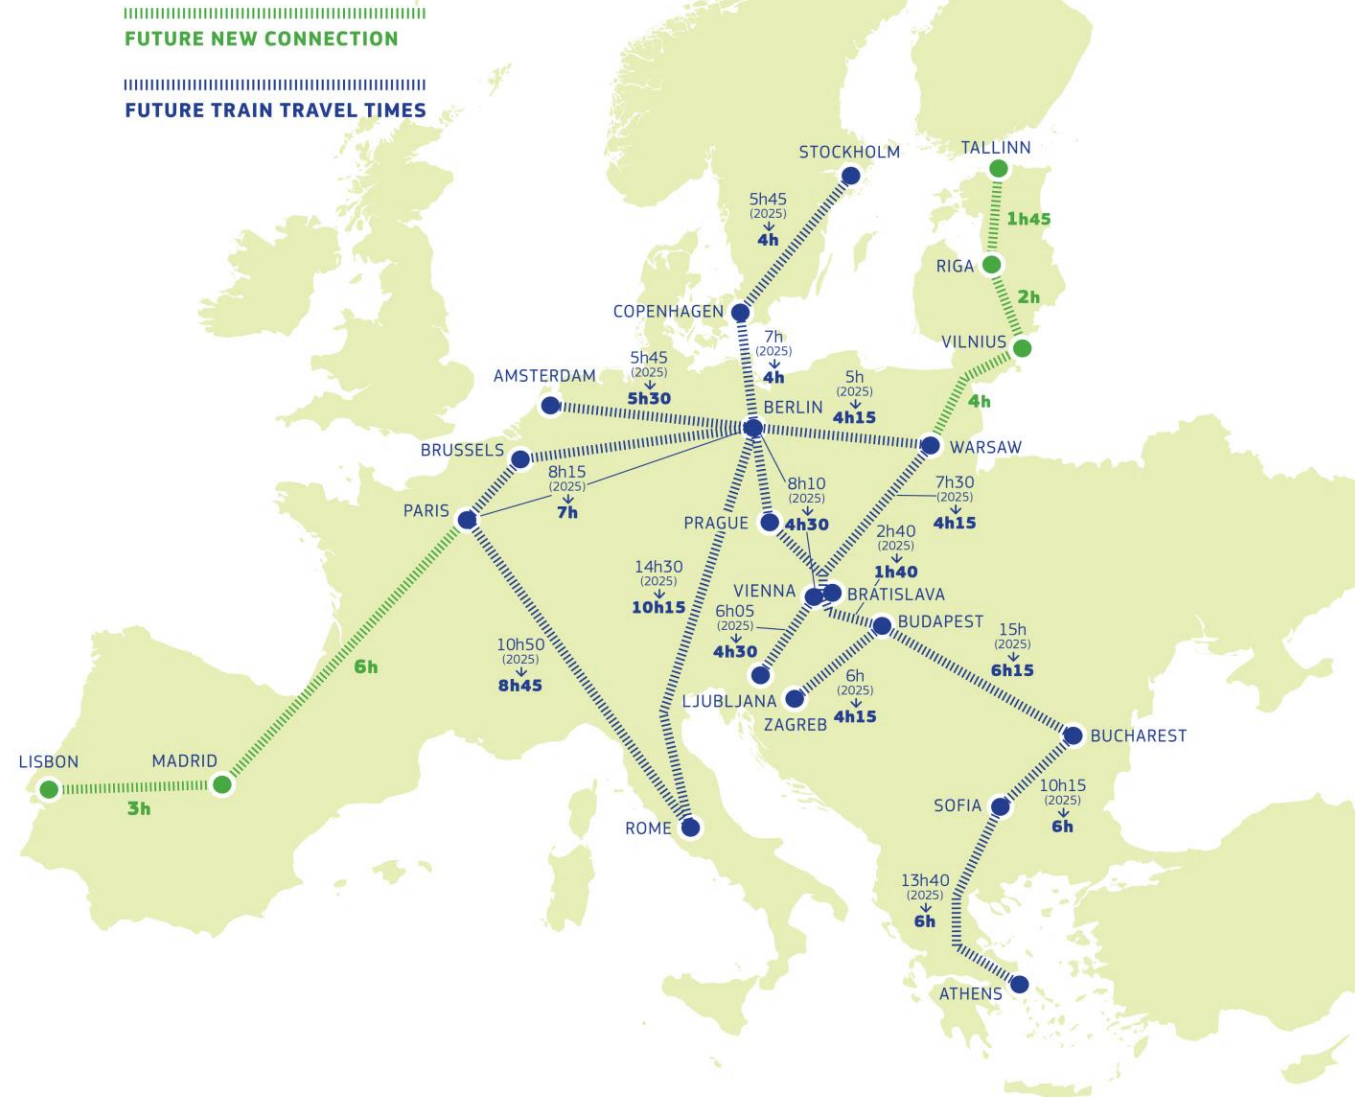 FUTURE NEW CONNECTION
FUTURE TRAIN TRAVEL TIMES
STOCKHOLM
TALLINN
5h45
(2025)
4h
1h45
RIGA
2h
COPENHAGEN
VILNIUS
7h
(2025)
4h
5h45
(2025)
5h30
AMSTERDAM
5h
(2025)
4h15
4h
BERLIN
BRUSSELS
WARSAW
8h15
(2025)
7h
8h10
(2025)
4h30
7h30
(2025)
4h15
PARIS
PRAGUE
2h40
(2025)
1h40
14h30
(2025)
10h15
VIENNA
BRATISLAVA
6h05
(2025)
4h30
BUDAPEST
15h
(2025)
6h15
10h50
(2025)
8h45
6h
6h
(2025)
4h15
LJUBLJANA
ZAGREB
BUCHAREST
LISBON
MADRID
3h
10h15
(2025)
6h
SOFIA
ROME
13h40
(2025)
6h
ATHENS